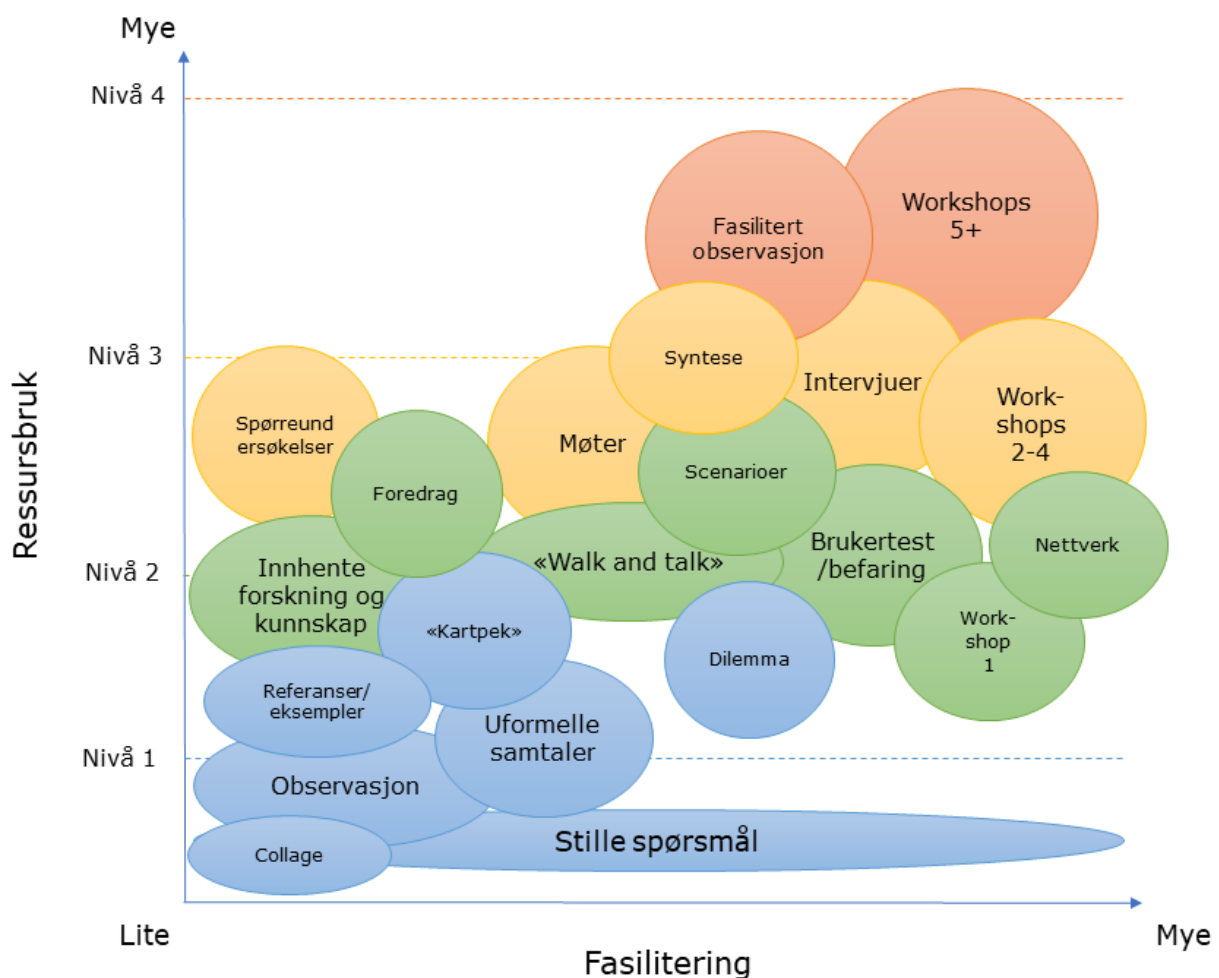 Mye
Nivå 4
Workshops
5+
Fasilitert
observasjon
Nivå 3
Syntese
Intervjuer
Work-
shops
2-4
Spørreund
ersøkelser
Møter
Ressursbruk
Foredrag
Scenarioer
Nivå 2
Innhente
forskning og
kunnskap
«Walk and talk»
Brukertest
/befaring
Nettverk
«Kartpek»
Dilemma
Work-
shop
1
Referanser/
eksempler
Uformelle
samtaler
Nivå 1
Observasjon
Stille spørsmål
Collage
Lite
Mye
Fasilitering